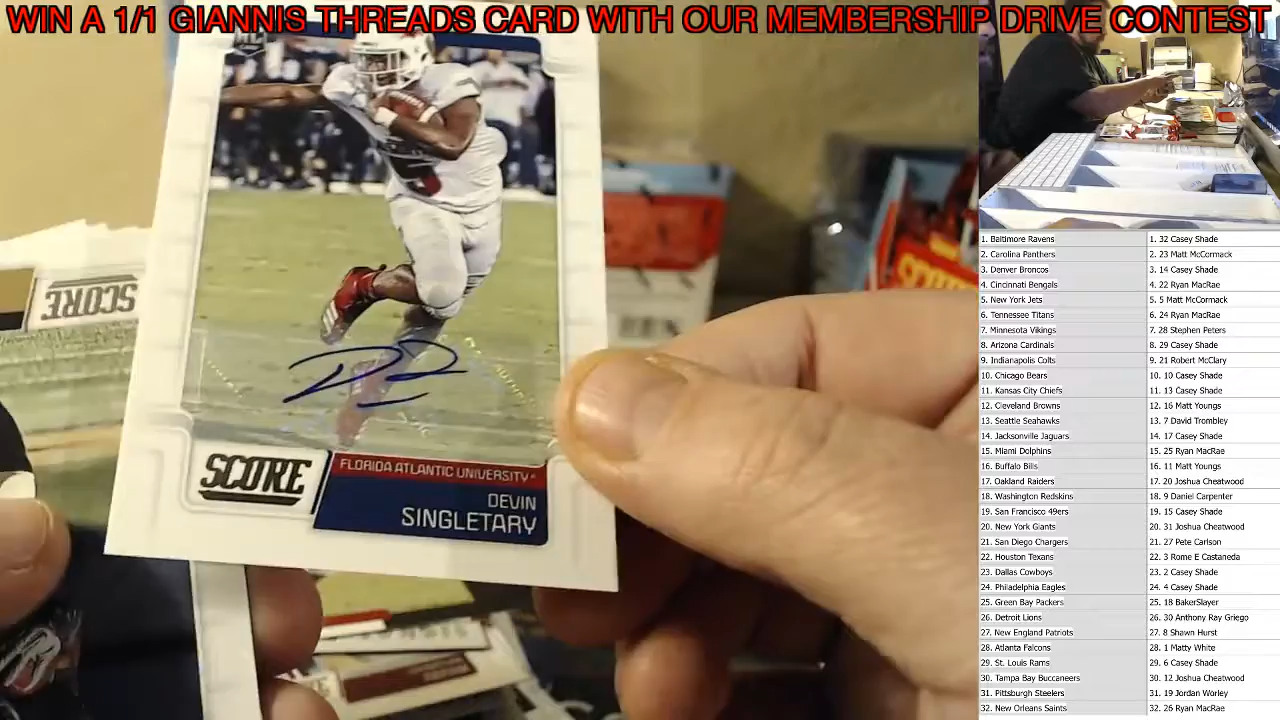 WIN A 1/1 GIANNIS THREADS CARD WITH OUR MEMBERSHIP DRIVE CONTEST
SCORE
SCORE
FLORIDA ATLANTIC UNIVERSITY
DEVIN
SINGLETARY
1. Baltimore Ravens 1. 32 Casey Shade
2. Carolina Panthers 2. 23 Matt McCormack
3. Denver Broncos 3. 14 Casey Shade
4. Cincinnati Bengals 4. 22 Ryan MacRae
5. New York Jets 5. 5 Matt McCormack
6. Tennessee Titans 6. 24 Ryan MacRae
7. Minnesota Vikings 7. 28 Stephen Peters
8. Arizona Cardinals 8. 29 Casey Shade
9. Indianapolis Colts 9. 21 Robert McClary
10. Chicago Bears 10. 10 Casey Shade
11. Kansas City Chiefs 11. 13 Casey Shade
12. Cleveland Browns 12. 16 Matt Youngs
13. Seattle Seahawks 13. 7 David Trombley
14. Jacksonville Jaguars 14. 17 Casey Shade
15. Miami Dolphins 15. 25 Ryan MacRae
16. Buffalo Bills 16. 11 Matt Youngs
17. Oakland Raiders 17. 20 Joshua Cheatwood
18. Washington Redskins 18. 9 Daniel Carpenter
19. San Francisco 49ers 19. 15 Casey Shade
20. New York Giants 20. 31 Joshua Cheatwood
21. San Diego Chargers 21. 27 Pete Carlson
22. Houston Texans 22. 3 Rome E Castaneda
23. Dallas Cowboys 23. 2 Casey Shade
24. Philadelphia Eagles 24. 4 Casey Shade
25. Green Bay Packers 25. 18 BakerSlayer
26. Detroit Lions 26. 30 Anthony Ray Griego
27. New England Patriots 27. 8 Shawn Hurst
28. Atlanta Falcons 28. 1 Matty White
29. St. Louis Rams 29. 6 Casey Shade
30. Tampa Bay Buccaneers 30. 12 Joshua Cheatwood
31. Pittsburgh Steelers 31. 19 Jordan Worley
32. New Orleans Saints 32. 26 Ryan MacRae